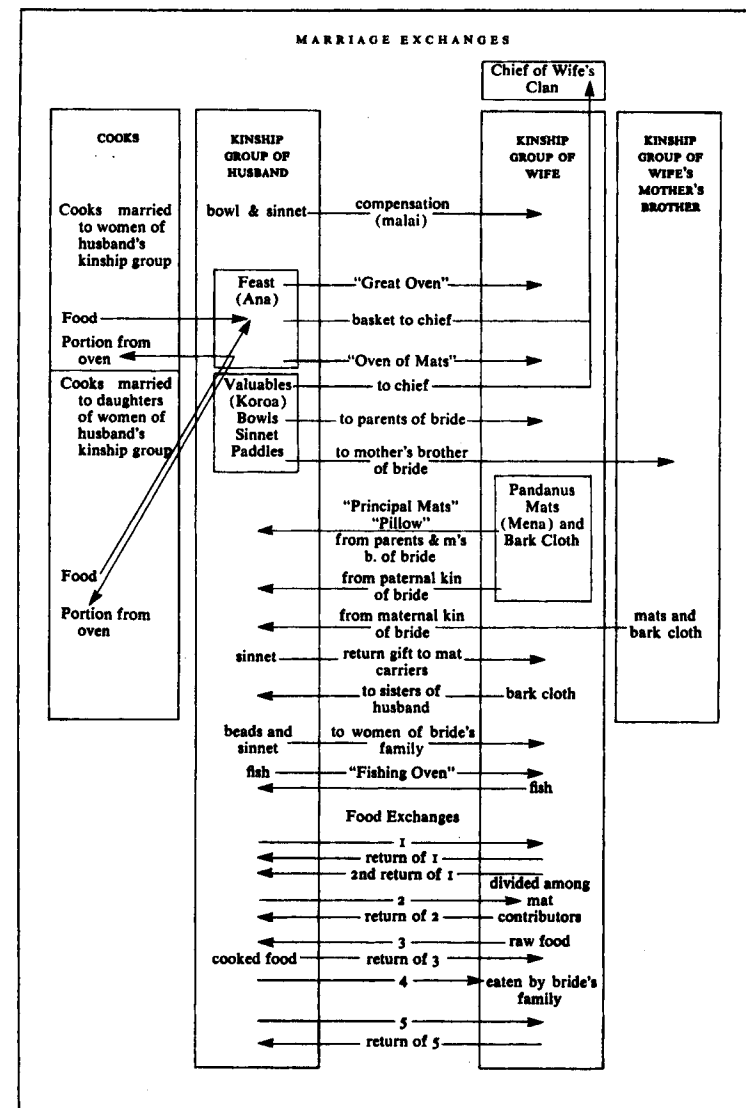 MARRIAGE EXCHANGES
Chief of Wife's
Clan
COOKS
Cooks married
to women of
husband's
kinship group
Food
Portion from
oven
Cooks married
to daughters
of women of
husband's
kinship group
Food
Portion from
oven
KINSHIP
GROUP OF
HUSBAND
KINSHIP
GROUP OF
WIFE
KINSHIP
GROUP OF
WIFE'S
MOTHER'S
BROTHER
bowl & sinnet
compensation
(malai)
Feast
(Ana)
"Great Oven"
basket to chief
"Oven of Mats"
Valuables
(Koroa)
Bowls
Sinnet
Paddles
to chief
to parents of bride
to mother's brother
of bride
"Principal Mats"
"Pillow"
from parents & m's
b. of bride
Pandanus
Mats
(Mena) and
Bark Cloth
from paternal kin
of bride
from maternal kin
of bride
mats and
bark cloth
sinnet
return gift to mat
carriers
to sisters of
husband
bark cloth
beads and
sinnet
to women of bride's
family
fish
"Fishing Oven"
fish
Food Exchanges
1
return of 1
2nd return of 1
divided among
mat
contributors
2
return of 2
3
raw food
cooked food
return of 3
4
eaten by bride's
family
5
return of 5